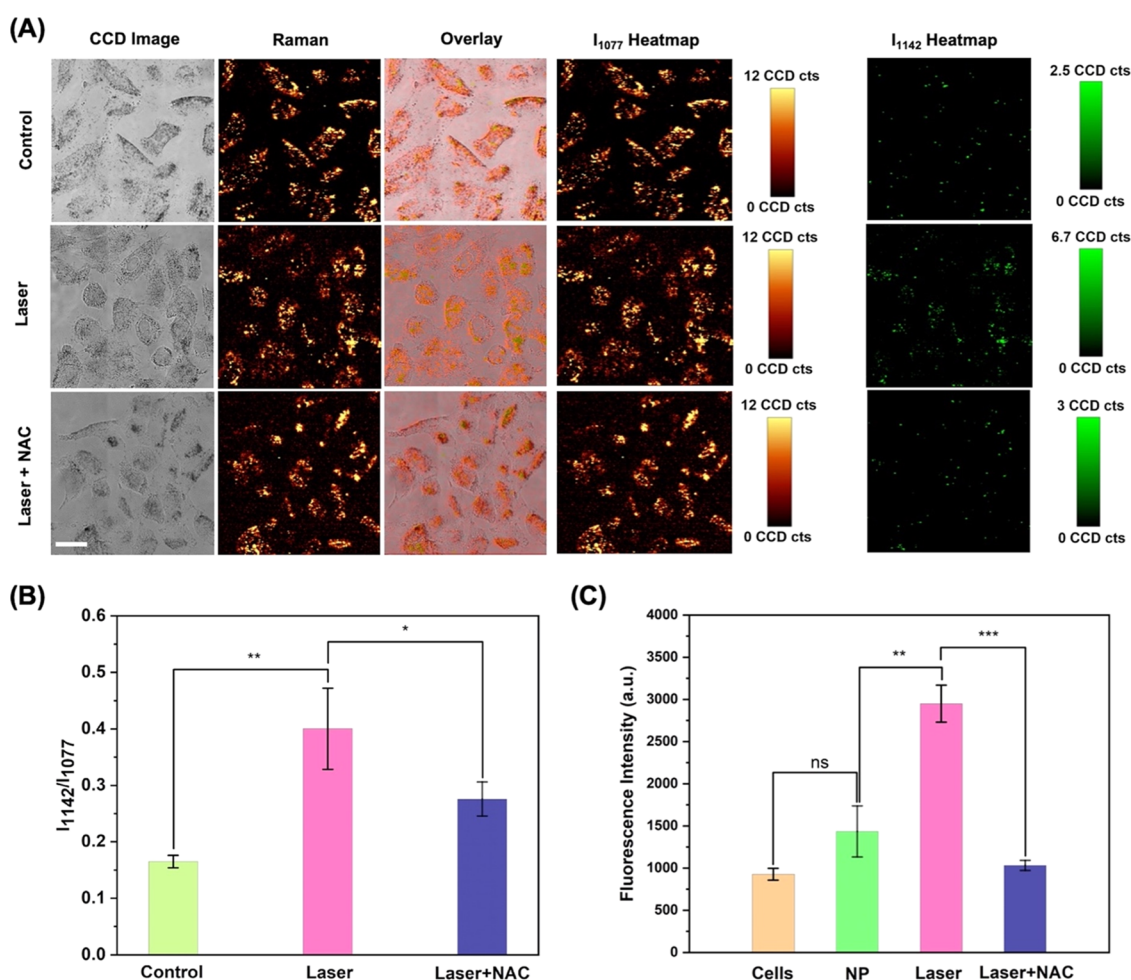 (A)
CCD Image Raman Overlay I1077 Heatmap I1142 Heatmap
Control
12 CCD cts
0 CCD cts
2.5 CCD cts
0 CCD cts
Laser
12 CCD cts
0 CCD cts
6.7 CCD cts
0 CCD cts
Laser + NAC
12 CCD cts
0 CCD cts
3 CCD cts
0 CCD cts
(B)
I1142/I1077
0.6
0.5
0.4
0.3
0.2
0.1
0.0
**
*
Control Laser Laser+NAC
(C)
Fluorescence Intensity (a.u.)
4000
3500
3000
2500
2000
1500
1000
500
0
ns
**
***
Cells NP Laser Laser+NAC